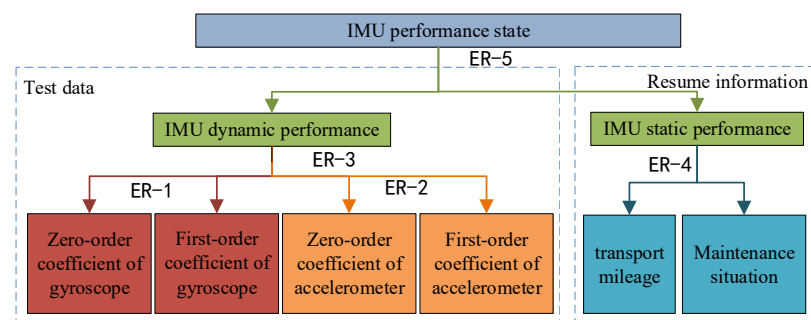 IMU performance state
ER-5
Test data
Resume information
IMU dynamic performance
IMU static performance
ER-3
ER-4
ER-1
ER-2
Zero-order
coefficient of
gyroscope
First-order
coefficient of
gyroscope
Zero-order
coefficient of
accelerometer
First-order
coefficient of
accelerometer
transport
mileage
Maintenance
situation